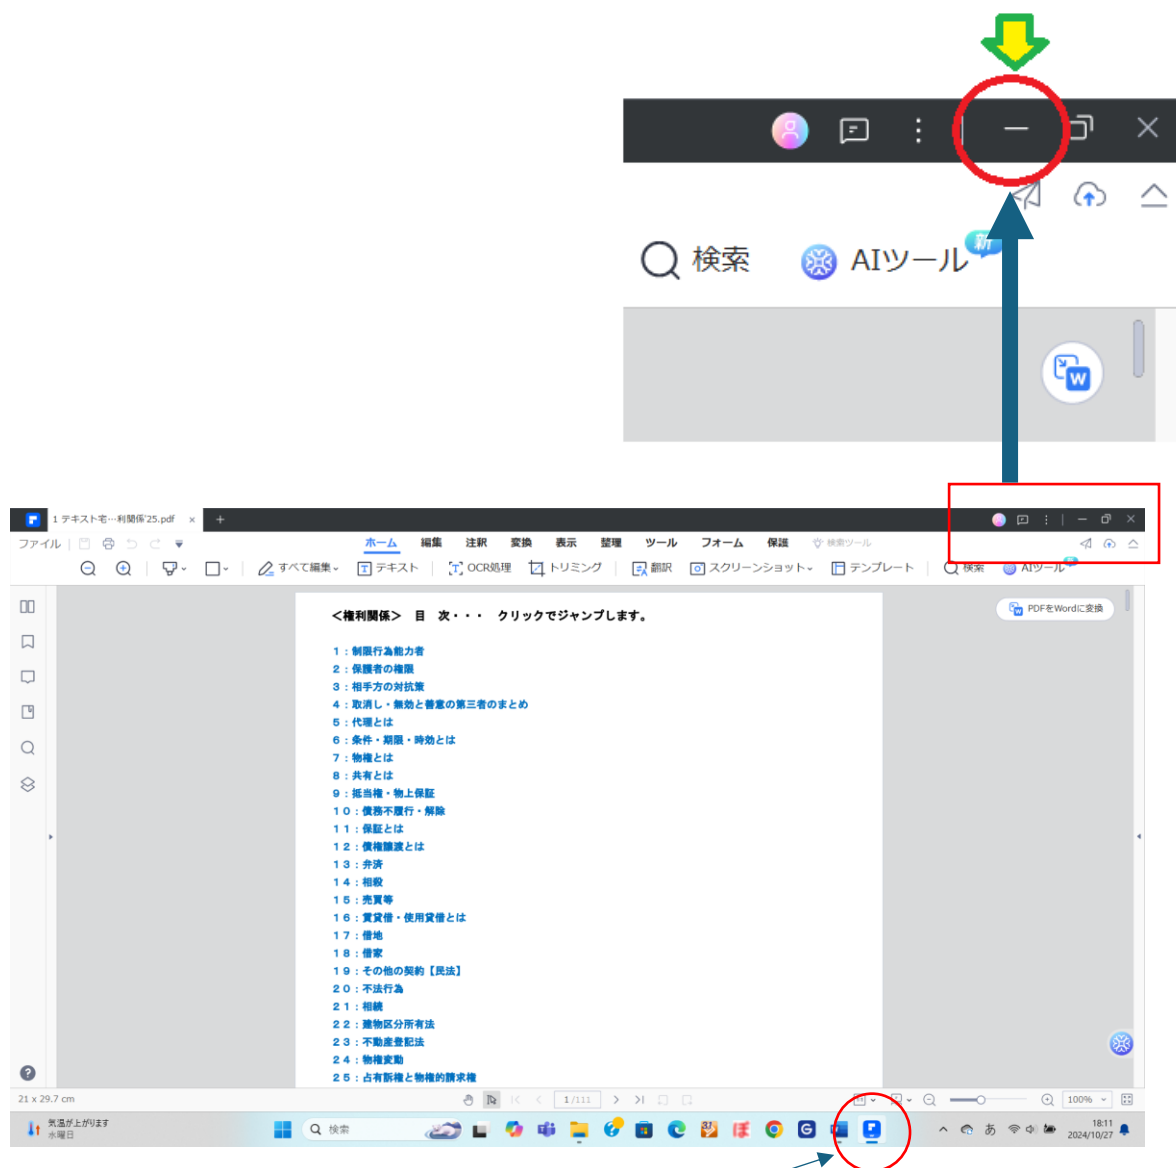 検索
AIツール
新
W
1 テキスト宅…利関係'25.pdf
ファイル
ホーム 編集 注釈 変換 表示 整理 ツール フォーム 保護 検索ツール
すべて編集 テキスト OCR処理 トリミング 翻訳 スクリーンショット テンプレート 検索 AIツール
PDFをWordに変換
＜権利関係＞　目　次・・・　クリックでジャンプします。
１：制限行為能力者
２：保護者の権限
３：相手方の対抗策
４：取消し・無効と善意の第三者のまとめ
５：代理とは
６：条件・期限・時効とは
７：物権とは
８：共有とは
９：抵当権・物上保証
１０：債務不履行・解除
１１：保証とは
１２：債権譲渡とは
１３：弁済
１４：相殺
１５：売買等
１６：賃貸借・使用貸借とは
１７：借地
１８：借家
１９：その他の契約【民法】
２０：不法行為
２１：相続
２２：建物区分所有法
２３：不動産登記法
２４：物権変動
２５：占有訴権と物権的請求権
21 x 29.7 cm
1/111
100%
気温が上がります
水曜日
検索
あ
18:11
2024/10/27